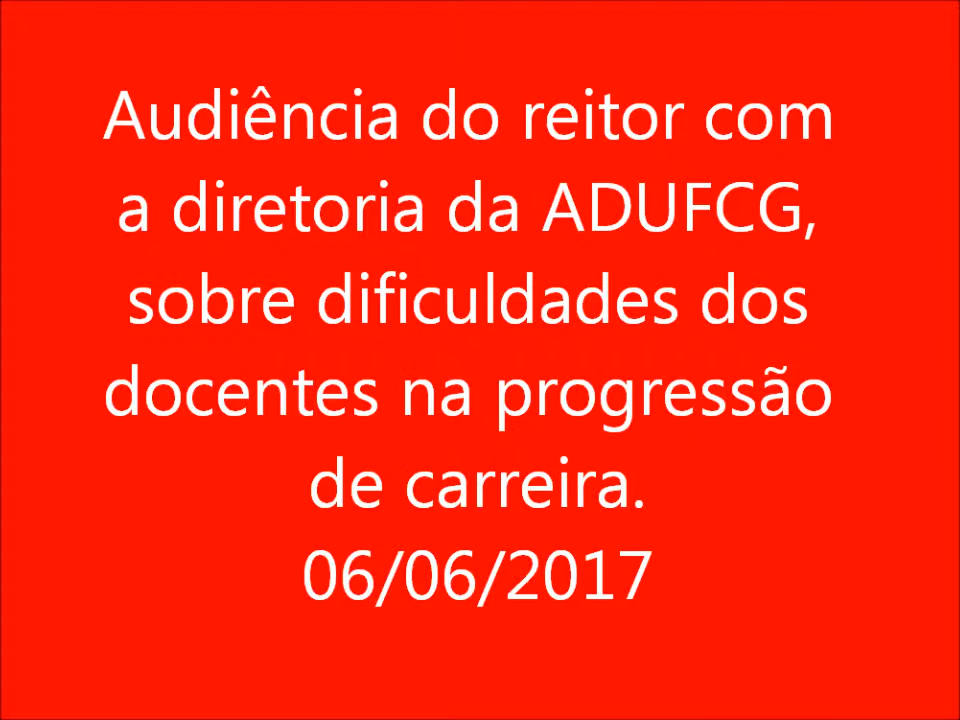 Audiência do reitor com
a diretoria da ADUFCG,
sobre dificuldades dos
docentes na progressão
de carreira.
06/06/2017